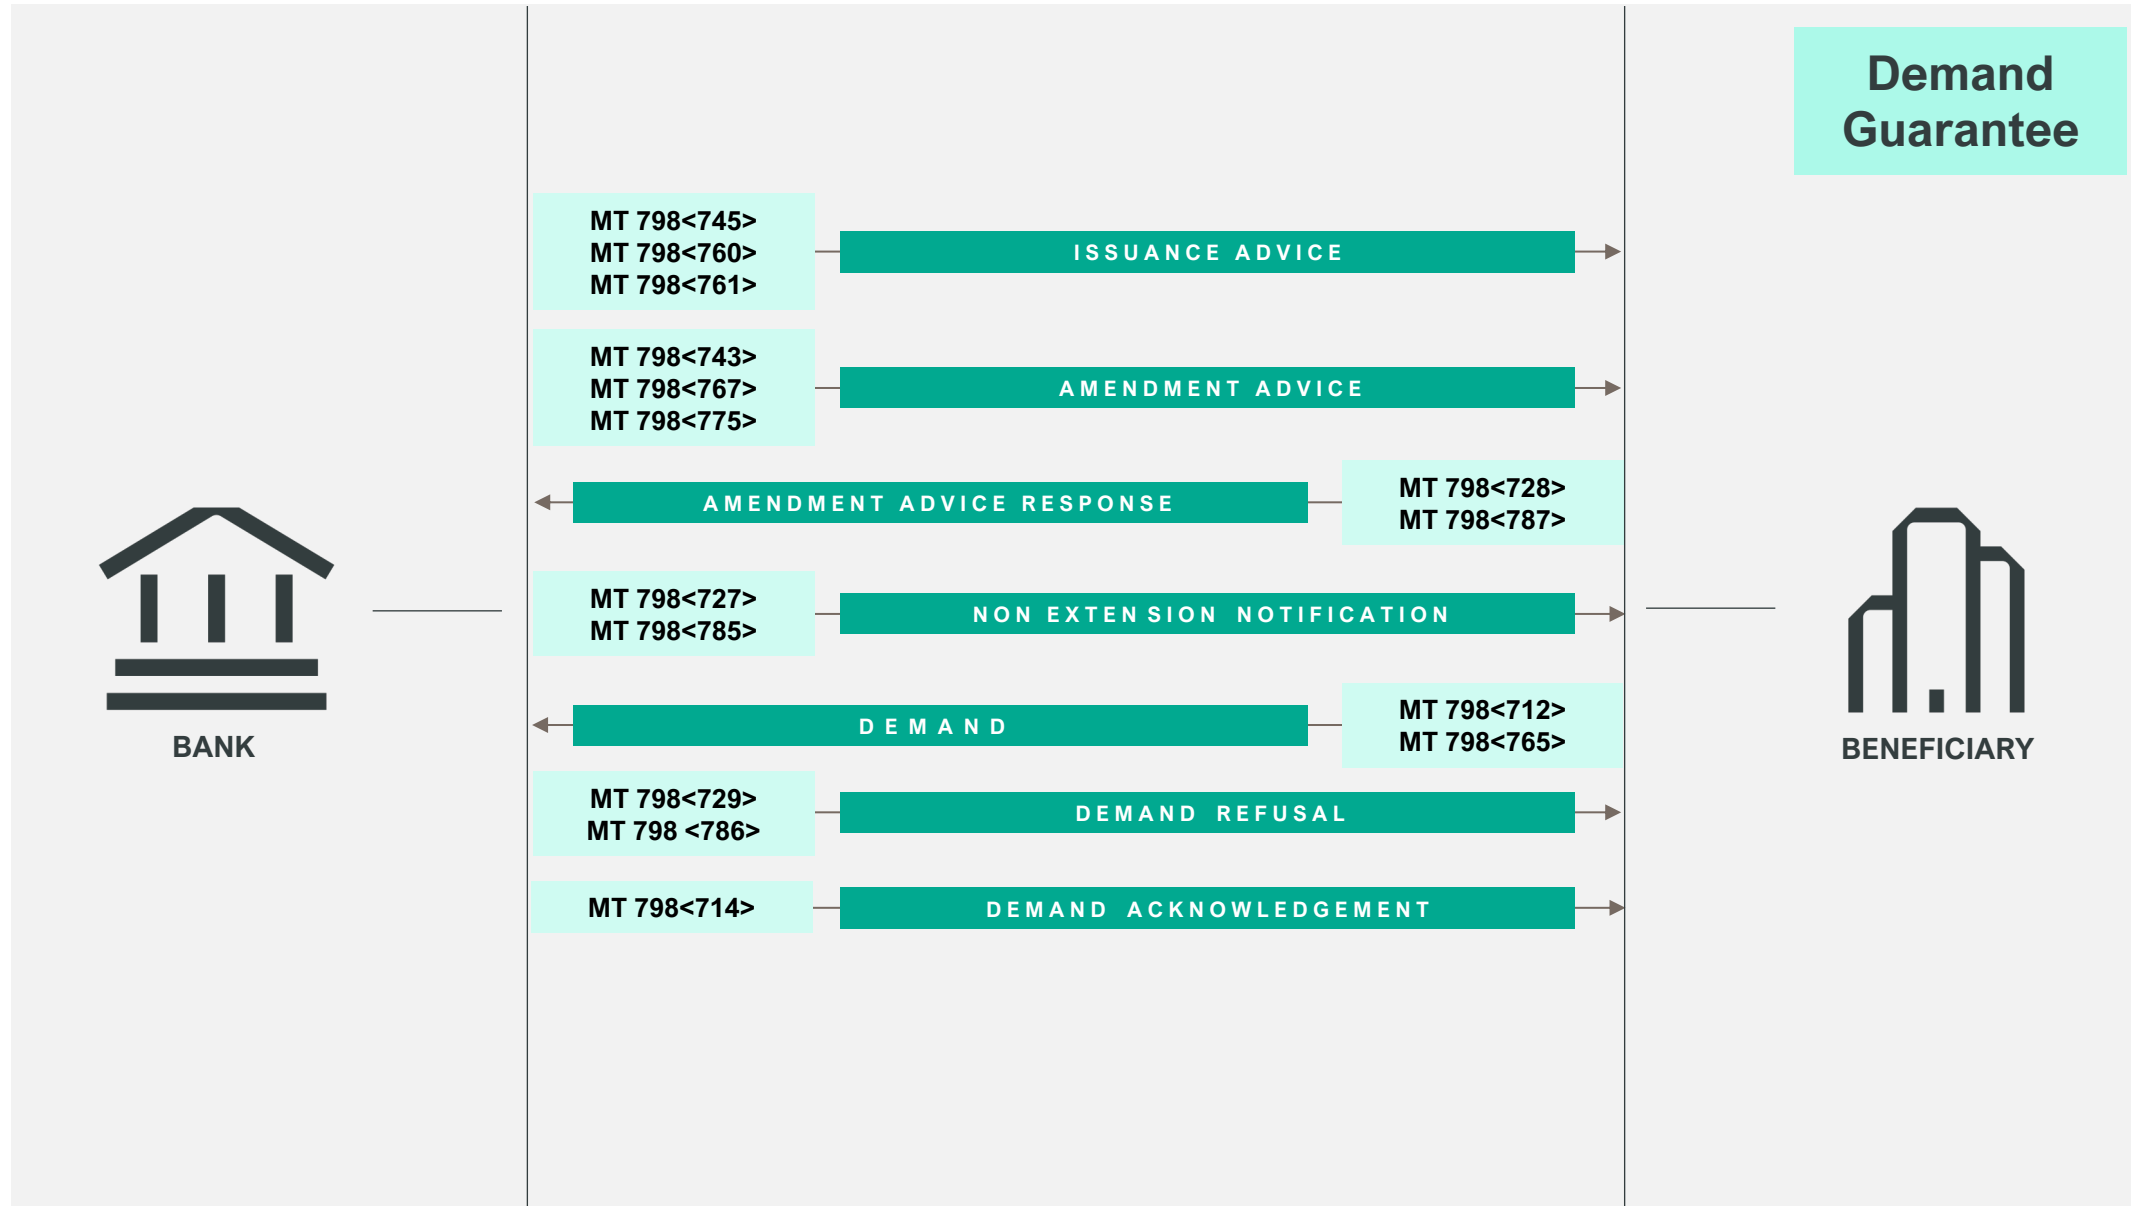 Demand
Guarantee
MT 798<745>
MT 798<760>
MT 798<761>
ISSUANCE ADVICE
MT 798<743>
MT 798<767>
MT 798<775>
AMENDMENT ADVICE
AMENDMENT ADVICE RESPONSE
MT 798<728>
MT 798<787>
MT 798<727>
MT 798<785>
NON EXTENSION NOTIFICATION
DEMAND
MT 798<712>
MT 798<765>
BANK
BENEFICIARY
MT 798<729>
MT 798 <786>
DEMAND REFUSAL
MT 798<714>
DEMAND ACKNOWLEDGEMENT